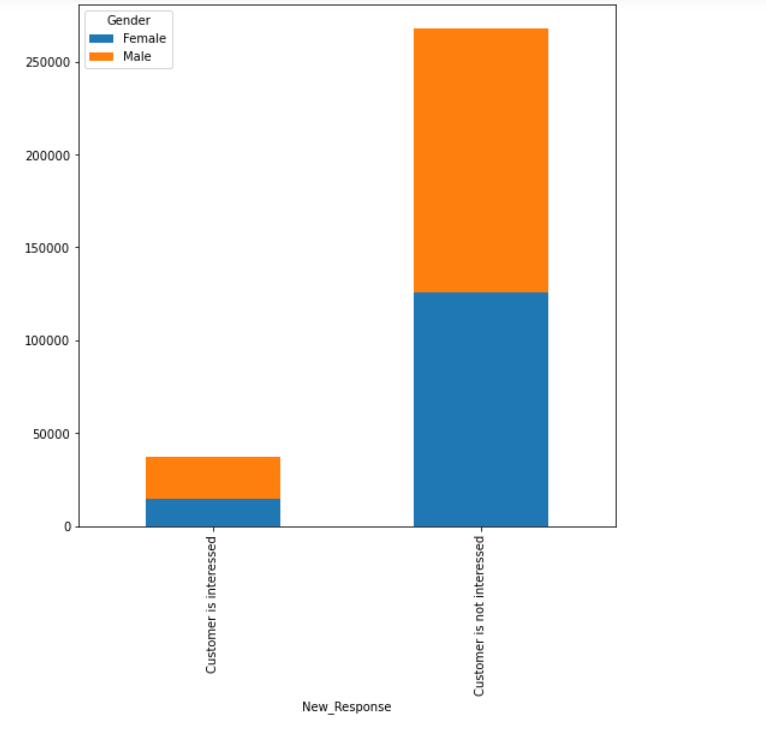 Gender
Female
Male
250000
200000
150000
100000
50000
0
Customer is interessed
Customer is not interessed
New_Response